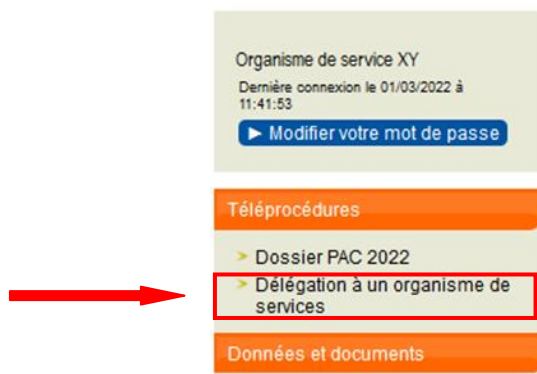 Organisme de service XY
Dernière connexion le 01/03/2022 à
11:41:53
► Modifier votre mot de passe
Téléprocédures
> Dossier PAC 2022
> Délégation à un organisme de
services
Données et documents